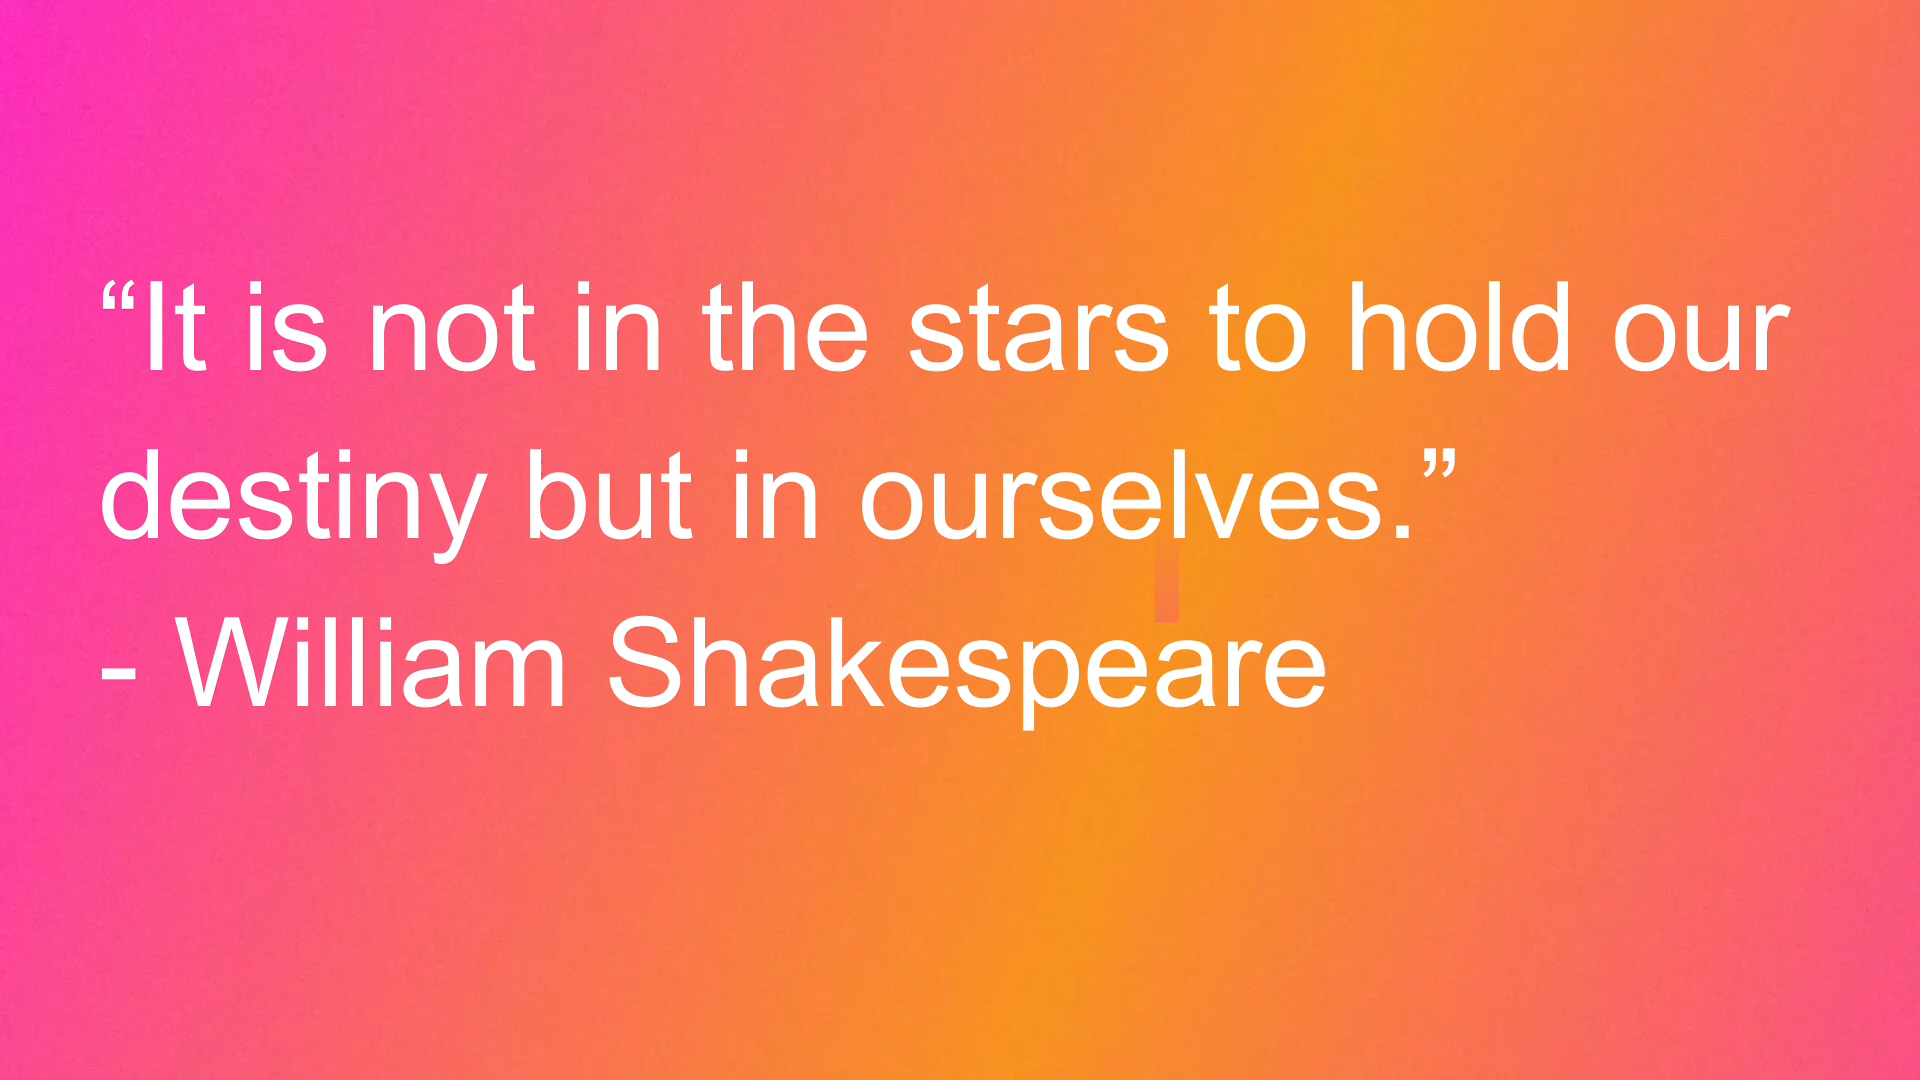 “It is not in the stars to hold our
destiny but in ourselves.”
- William Shakespeare